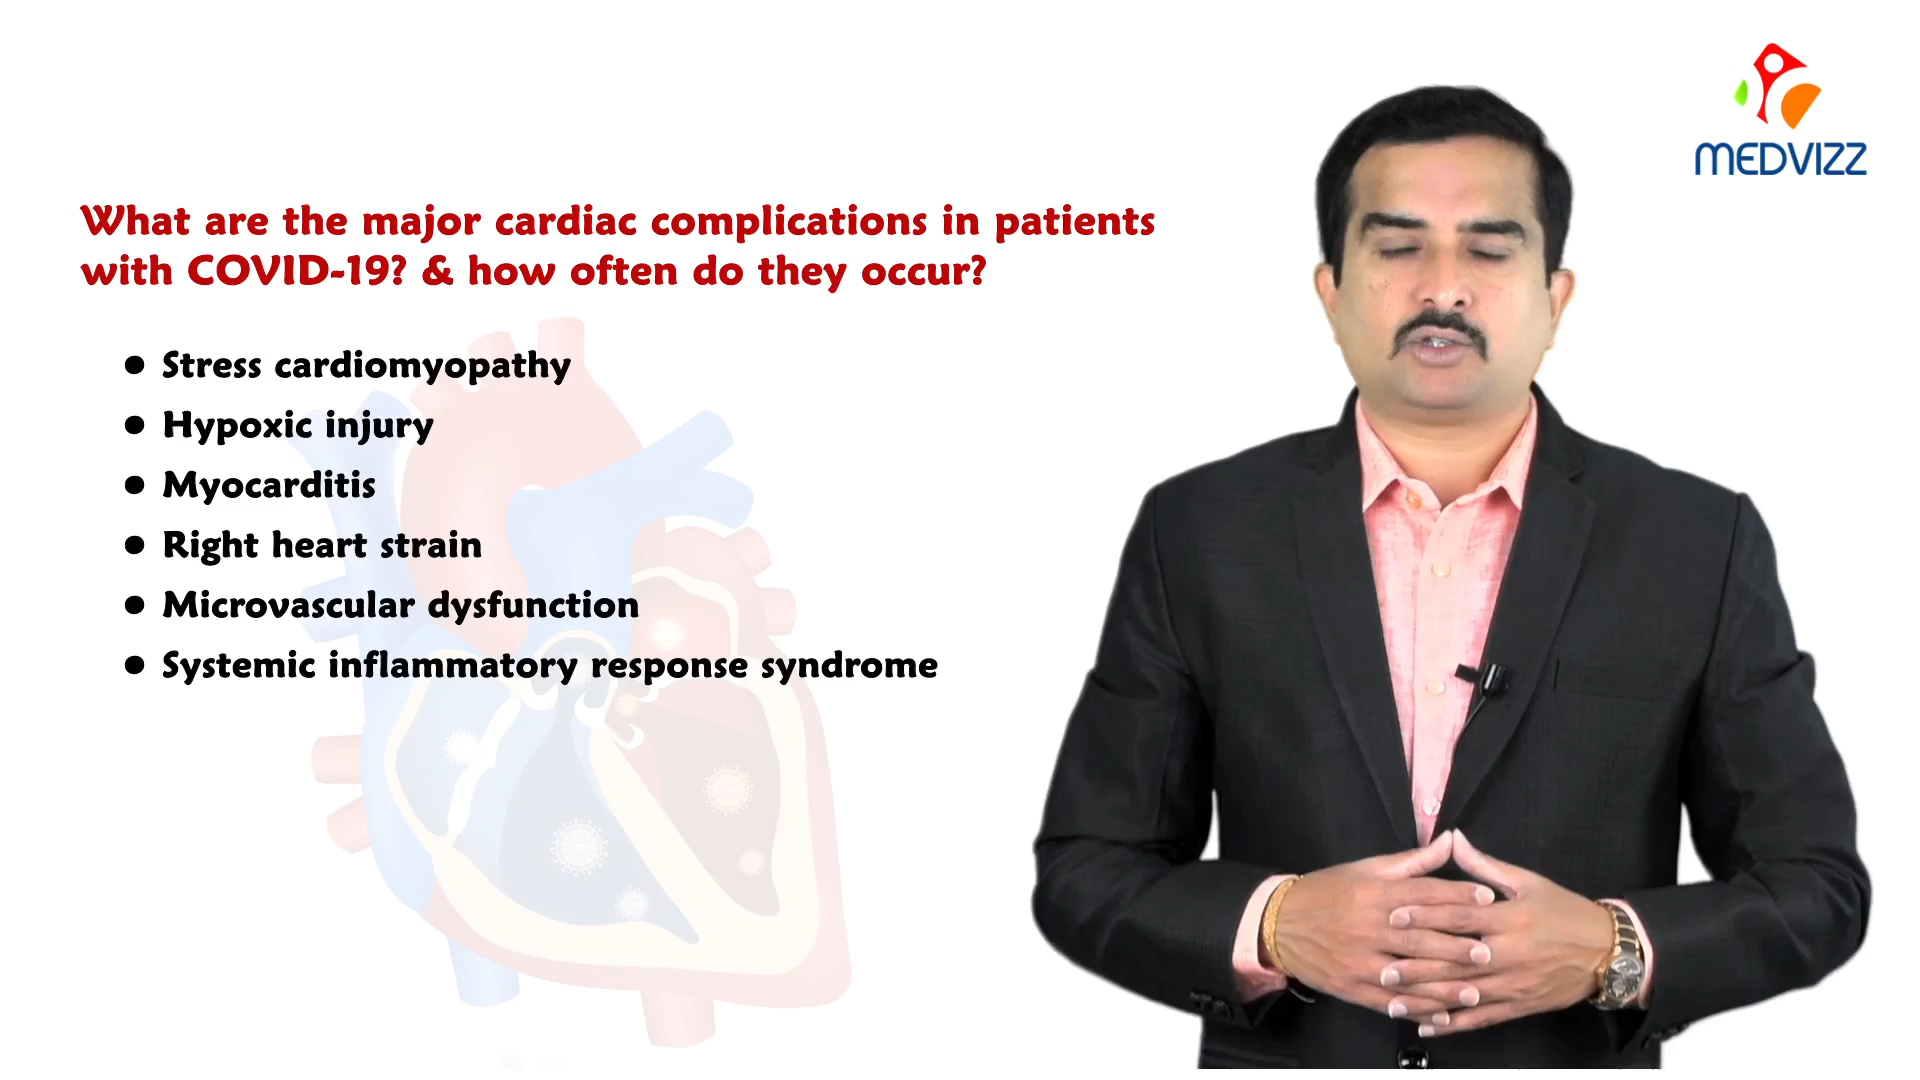 MEDVIZZ
What are the major cardiac complications in patients
with COVID-19? & how often do they occur?
• Stress cardiomyopathy
• Hypoxic injury
• Myocarditis
• Right heart strain
• Microvascular dysfunction
• Systemic inflammatory response syndrome